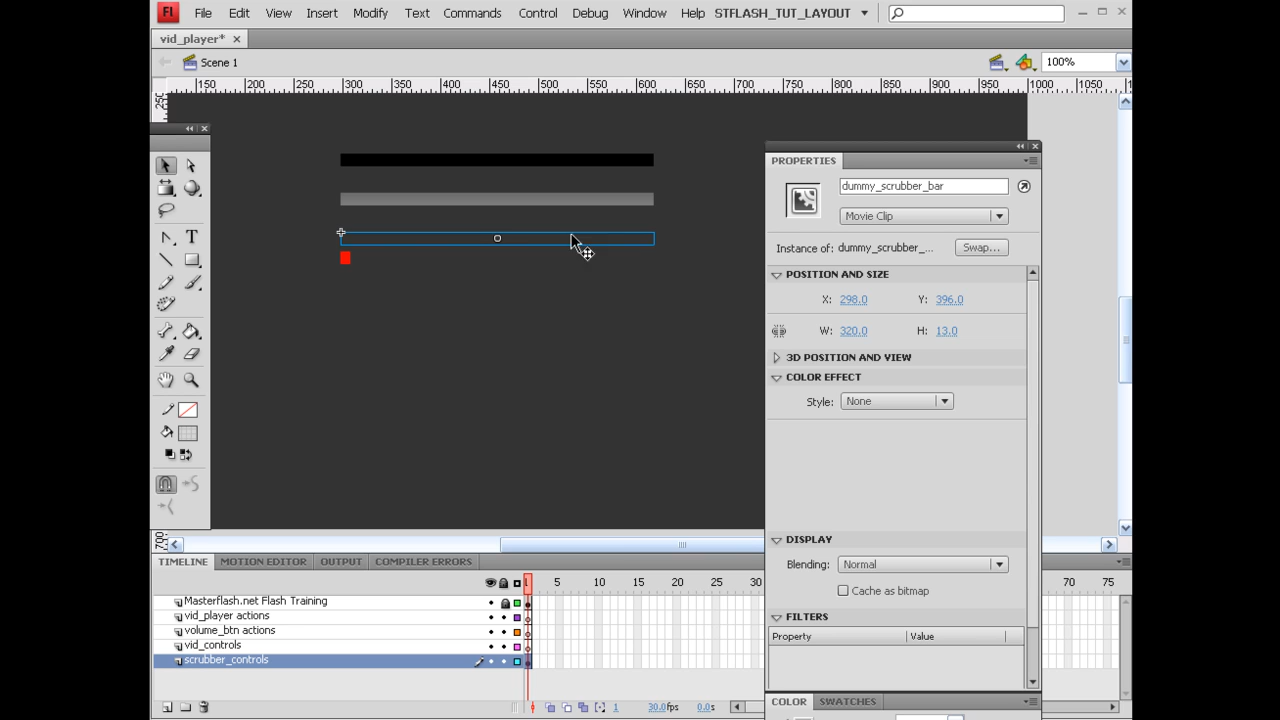 Fl File Edit View Insert Modify Text Commands Control Debug Window Help STFLASH_TUT_LAYOUT
vid_player* ×
Scene 1 100%
150 200 250 300 350 400 450 500 550 600 650 700 750 800 850 900 950 1000 1050
PROPERTIES
dummy_scrubber_bar
Movie Clip
Instance of: dummy_scrubber_... Swap...
POSITION AND SIZE
X: 298.0 Y: 396.0
W: 320.0 H: 13.0
3D POSITION AND VIEW
COLOR EFFECT
Style: None
DISPLAY
Blending: Normal
Cache as bitmap
FILTERS
Property Value
COLOR SWATCHES
TIMELINE MOTION EDITOR OUTPUT COMPILER ERRORS
1 5 10 15 20 25 30 70 75
Masterflash.net Flash Training
vid_player actions
volume_btn actions
vid_controls
scrubber_controls
1 30.0fps 0.0s